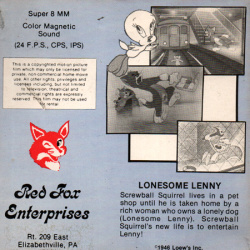 Super 8 MM
Color Magnetic
Sound
(24 F.P.S., CPS, IPS)
This is a copyrighted motion picture
film which may only be licensed for
private, non-commercial home movie
use. All other rights, privileges and
licenses including, but not
limited to television, theatrical and
commercial rights are expressly
reserved. This film may not be used
for rental.
Red Fox
Enterprises
Rt. 209 East
Elizabethville, PA
LONESOME LENNY
Screwball Squirrel lives in a pet
shop until he is taken home by a
rich woman who owns a lonely dog
(Lonesome Lenny). Screwball
Squirrel's new life is to entertain
Lenny!
©1946 Loew's Inc.